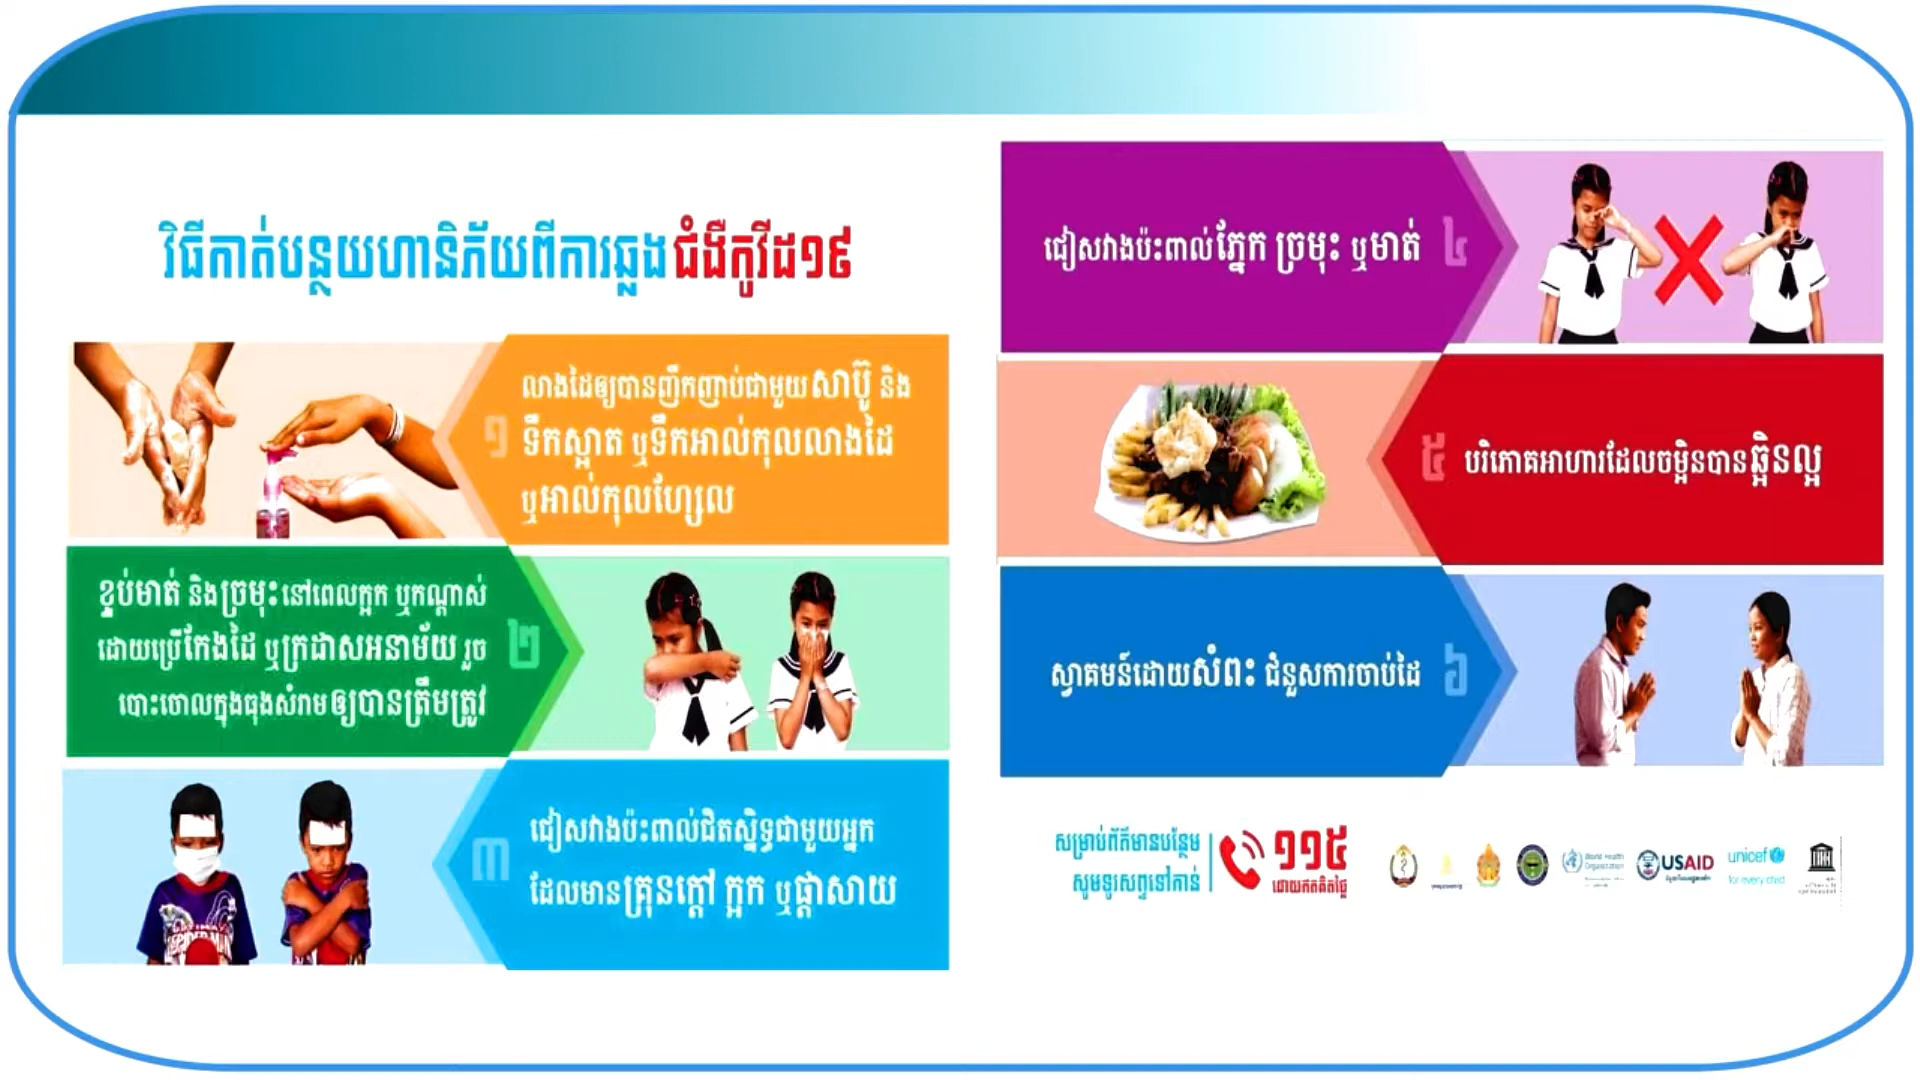 វិធីកាត់បន្ថយហានិភ័យពីការឆ្លងជំងឺកូវីដ១៩
១
លាងដៃឲ្យបានញឹកញាប់ជាមួយសាប៊ូ និង
ទឹកស្អាត ឬទឹកអាល់កុលលាងដៃ
ឬអាល់កុលហ្សែល
ខ្ទប់មាត់ និងច្រមុះនៅពេលក្អក ឬកណ្តាស់
ដោយប្រើកែងដៃ ឬក្រដាសអនាម័យ រួច
បោះចោលក្នុងធុងសំរាមឲ្យបានត្រឹមត្រូវ
២
៣
ជៀសវាងប៉ះពាល់ជិតស្និទ្ធជាមួយអ្នក
ដែលមានគ្រុនក្តៅ ក្អក ឬផ្តាសាយ
ជៀសវាងប៉ះពាល់ភ្នែក ច្រមុះ ឬមាត់
៤
៥
បរិភោគអាហារដែលចម្អិនបានឆ្អិនល្អ
ស្វាគមន៍ដោយសំពះ ជំនួសការចាប់ដៃ
៦
សម្រាប់ព័ត៌មានបន្ថែម
សូមទូរសព្ទទៅកាន់
១១៥
ដោយឥតគិតថ្លៃ
World Health
Organization
USAID
unicef
for every child